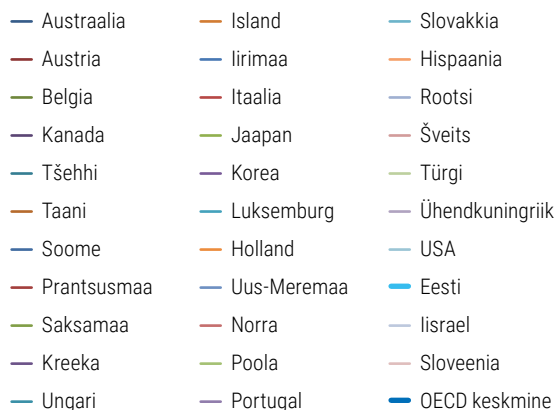 Austraalia
Austria
Belgia
Kanada
Tšehhi
Taani
Soome
Prantsusmaa
Saksamaa
Kreeka
Ungari
Island
Iirimaa
Itaalia
Jaapan
Korea
Luksemburg
Holland
Uus-Meremaa
Norra
Poola
Portugal
Slovakkia
Hispaania
Rootsi
Šveits
Türgi
Ühendkuningriik
USA
Eesti
Iisrael
Sloveenia
OECD keskmine